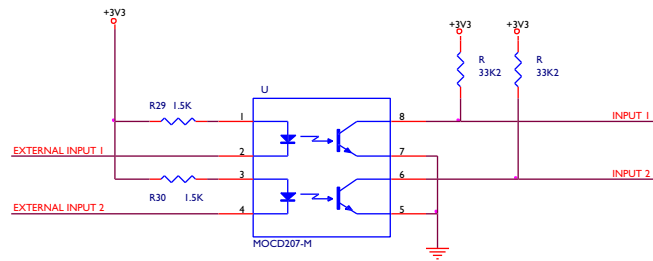 +3V3
+3V3 +3V3
R 33K2
R 33K2
U
R29 1.5K
1
8
INPUT 1
EXTERNAL INPUT 1
2
7
3
6
INPUT 2
R30 1.5K
EXTERNAL INPUT 2
4
5
MOCD207-M